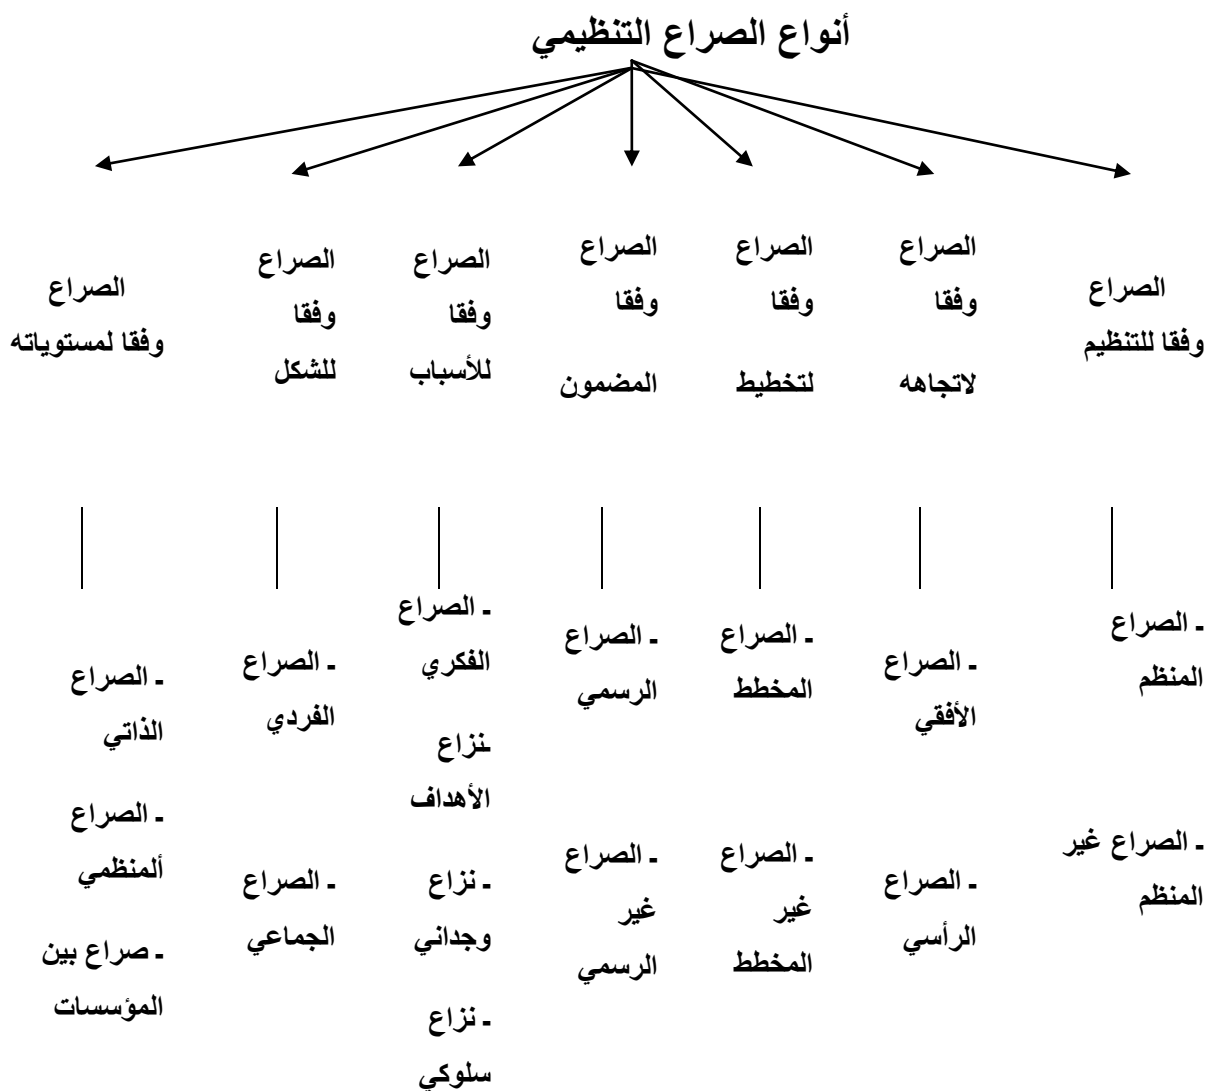 أنواع الصراع التنظيمي
الصراع
وفقا للتنظيم
الصراع
وفقا
لاتجاهه
الصراع
وفقا
لتخطيط
الصراع
وفقا
المضمون
الصراع
وفقا
للأسباب
الصراع
وفقا
للشكل
الصراع
وفقا لمستوياته
ـ الصراع
المنظم
ـ الصراع غير
المنظم
ـ الصراع
الأفقي
ـ الصراع
الرأسي
ـ الصراع
المخطط
ـ الصراع
غير
المخطط
ـ الصراع
الرسمي
ـ الصراع
غير
الرسمي
ـ الصراع
الفكري
ـنزاع
الأهداف
ـ نزاع
وجداني
ـ نزاع
سلوكي
ـ الصراع
الفردي
ـ الصراع
الجماعي
ـ الصراع
الذاتي
ـ الصراع
ألمنظمي
ـ صراع بين
المؤسسات